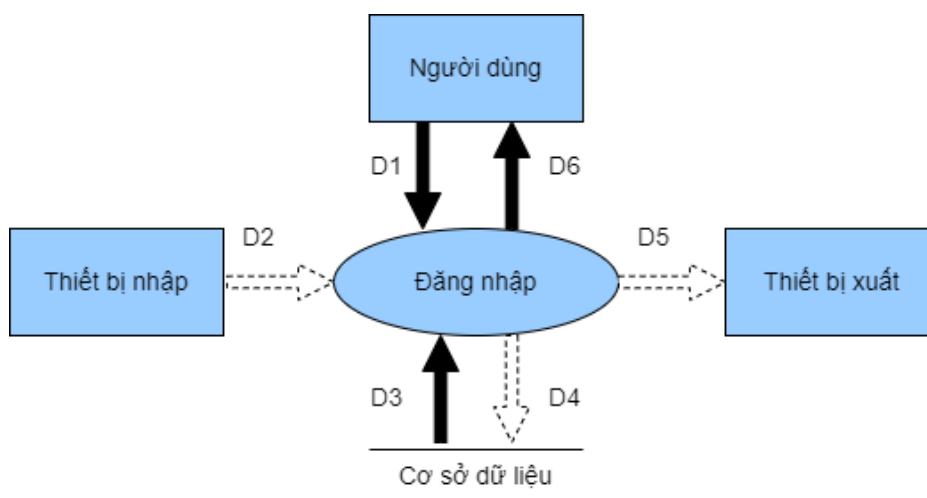 Người dùng
D1
D6
D2
D5
Thiết bị nhập
Đăng nhập
Thiết bị xuất
D3
D4
Cơ sở dữ liệu